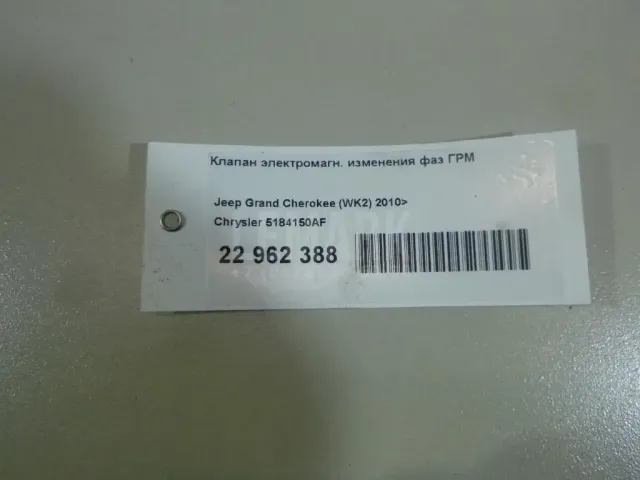 Клапан электромагн. изменения фаз ГРМ
Jeep Grand Cherokee (WK2) 2010>
Chrysler 5184150AF
22 962 388